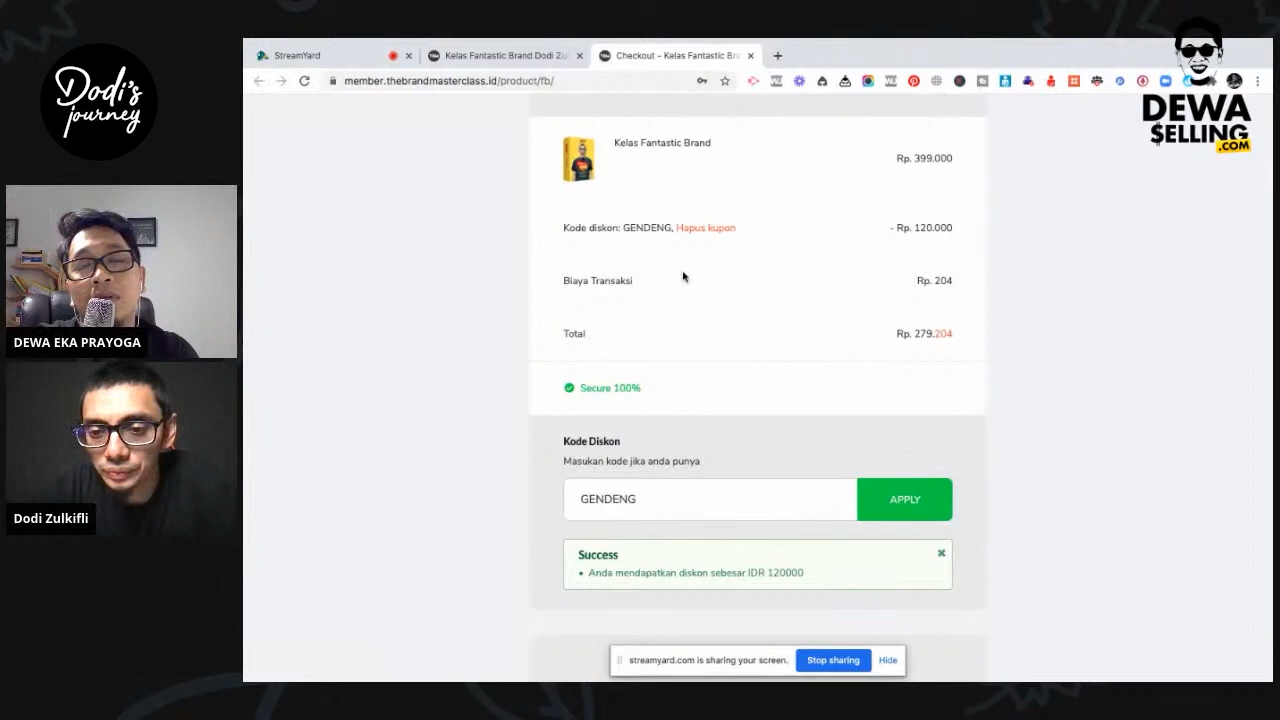 Dodi's
journey
DEWA EKA PRAYOGA
Dodi Zulkifli
StreamYard
Kelas Fantastic Brand Dodi Zu
Checkout - Kelas Fantastic Bra
member.thebrandmasterclass.id/product/fb/
DEWA
SELLING
.COM
Kelas Fantastic Brand
Rp. 399.000
Kode diskon: GENDENG, Hapus kupon
- Rp. 120.000
Biaya Transaksi
Rp. 204
Total
Rp. 279.204
Secure 100%
Kode Diskon
Masukan kode jika anda punya
GENDENG
APPLY
Success
• Anda mendapatkan diskon sebesar IDR 120000
streamyard.com is sharing your screen.
Stop sharing
Hide